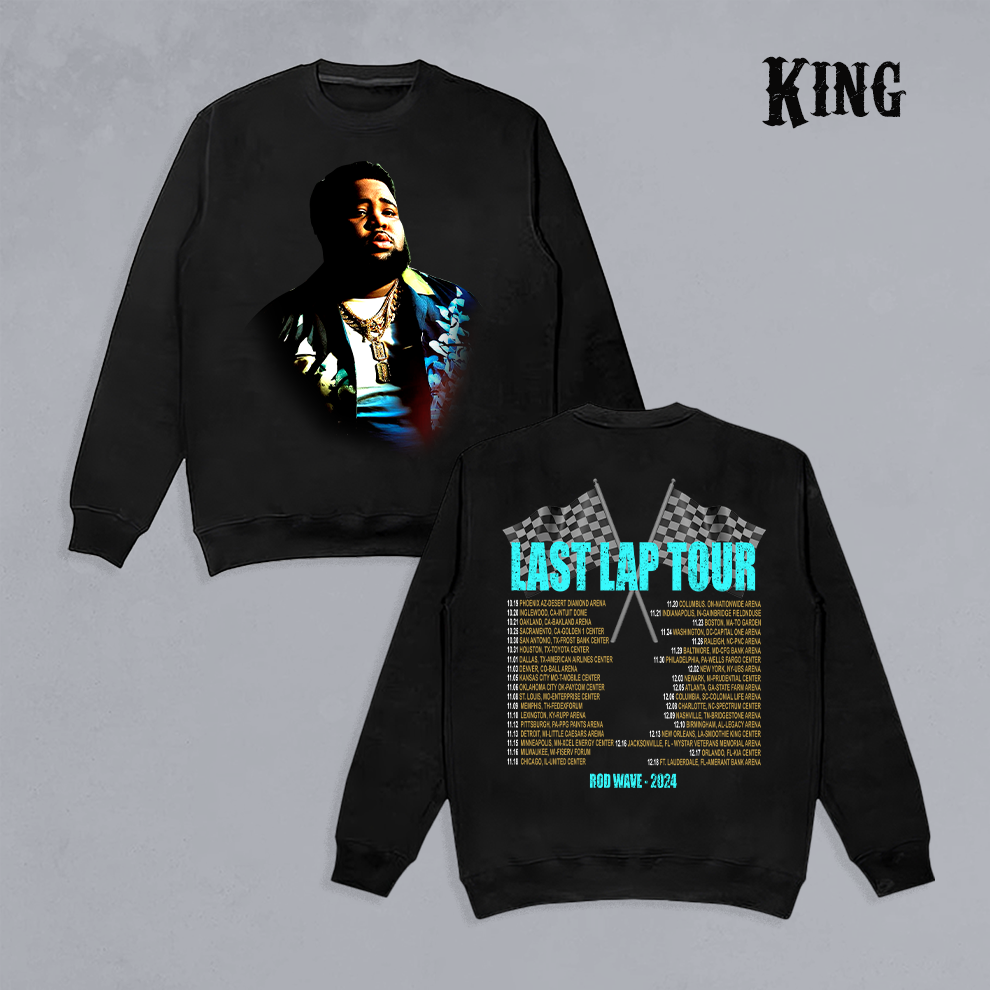 KING
LAST LAP TOUR
10.19 PHOENIX AZ-DESERT DIAMOND ARENA
10.20 INGLEWOOD, CA-INTUIT DOME
10.21 OAKLAND, CA-BAKLAND ARENA
10.25 SACRAMENTO, CA-GOLDEN 1 CENTER
10.30 SAN ANTONIO, TX-FROST BANK CENTER
10.31 HOUSTON, TX-TOYOTA CENTER
11.01 DALLAS, TX-AMERICAN AIRLINES CENTER
11.03 DENVER, CO-BALL ARENA
11.05 KANSAS CITY MO-T-MOBILE CENTER
11.06 OKLAHOMA CITY OK-PAYCOM CENTER
11.08 ST. LOUIS, MO-ENTERPRISE CENTER
11.09 MEMPHIS, TH-FEDEXFORUM
11.10 LEXINGTON, KY-RUPP ARENA
11.12 PITTSBURGH, PA-PPG PAINTS ARENA
11.13 DETROIT, MI-LITTLE CAESARS ARENA
11.15 MINNEAPOLIS, MN-XCEL ENERGY CENTER
11.16 MILWAUKEE, WI-FISERV FORUM
11.18 CHICAGO, IL-UNITED CENTER
11.20 COLUMBUS, ON-NATIONWIDE ARENA
11.21 INDIANAPOLIS, IN-GAINBRIDGE FIELDNDUSE
11.23 BOSTON, MA-TO GARDEN
11.24 WASHINGTON, DC-CAPITAL ONE ARENA
11.25 RALEIGH, NC-PNC ARENA
11.29 BALTIMORE, MD-CFG BANK ARENA
11.30 PHILADELPHIA, PA-WELLS FARGO CENTER
12.02 NEW YORK, NY-UBS ARENA
12.03 NEWARK, M-PRUDENTIAL CENTER
12.05 ATLANTA, GA-STATE FARM ARENA
12.06 COLUMBIA, SC-COLONIAL LIFE ARENA
12.08 CHARLOTTE, NC-SPECTRUM CENTER
12.09 NASHVILLE, TN-BRIDGESTONE ARENA
12.10 BIRMINGHAM, AL-LEGACY ARENA
12.13 NEW ORLEANS, LA-SMOOTHIE KING CENTER
12.16 JACKSONVILLE, FL-WYSTAR VETERANS MEMORIAL ARENA
12.17 ORLANDO, FL-KIA CENTER
12.18 FT. LAUDERDALE, FL-AMERANT BANK ARENA
ROD WAVE - 2024